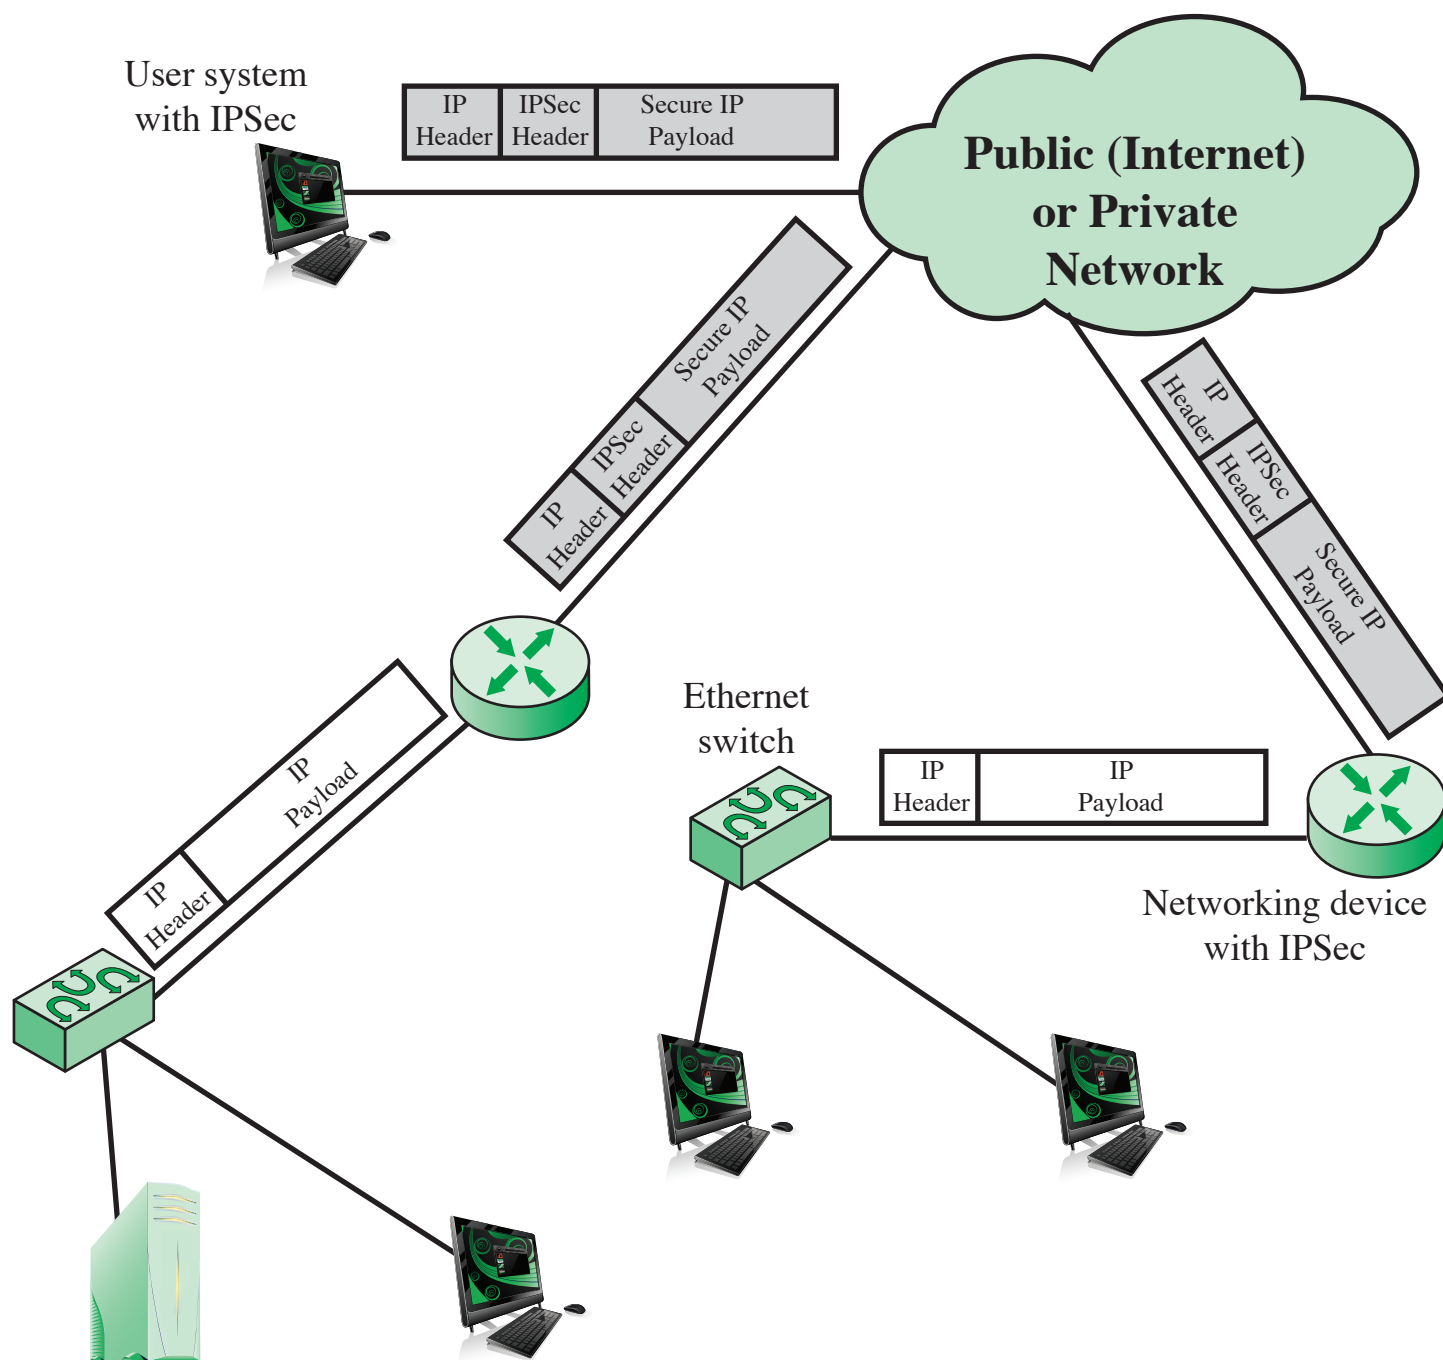 User system
with IPSec
IP
Header
IPSec
Header
Secure IP
Payload
Public (Internet)
or Private
Network
IP
Header
IPSec
Header
Secure IP
Payload
IP
Header
IPSec
Header
Secure IP
Payload
IP
Header
IP
Payload
Ethernet
switch
IP
Header
IP
Payload
Networking device
with IPSec